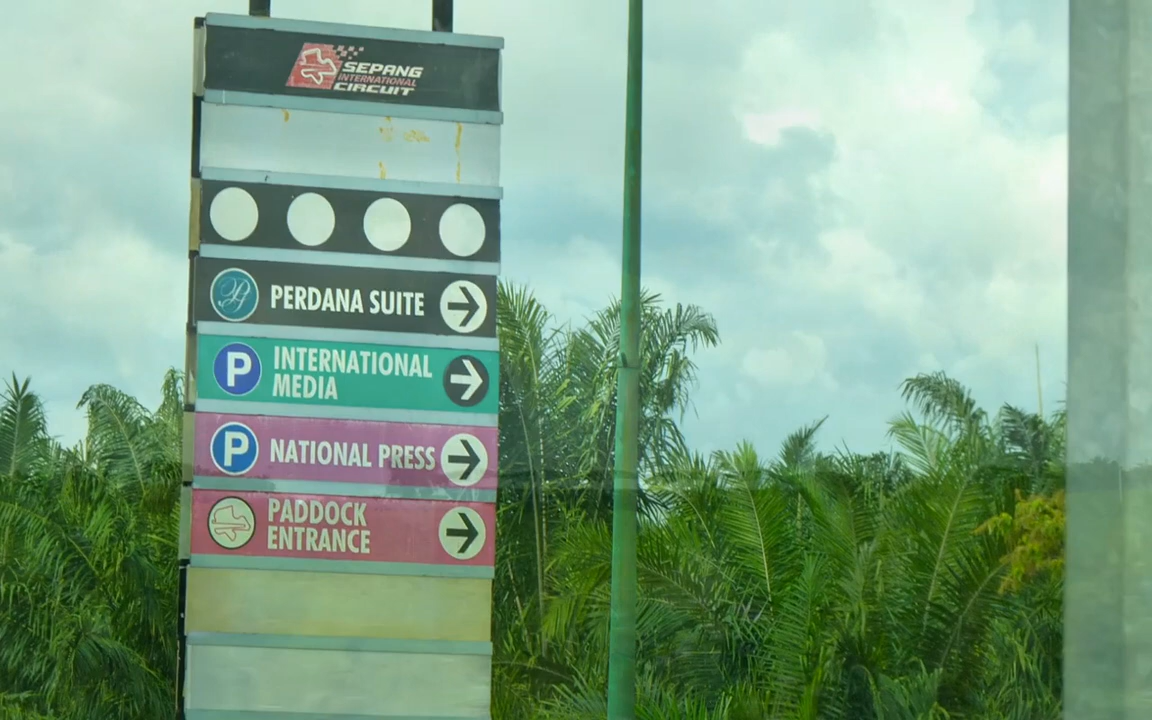 SEPANG
INTERNATIONAL
CIRCUIT
PERDANA SUITE
P INTERNATIONAL
MEDIA
P NATIONAL PRESS
PADDOCK
ENTRANCE